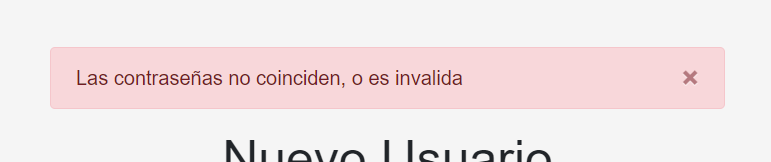 Las contraseñas no coinciden, o es invalida
×
Nuevo Usuario